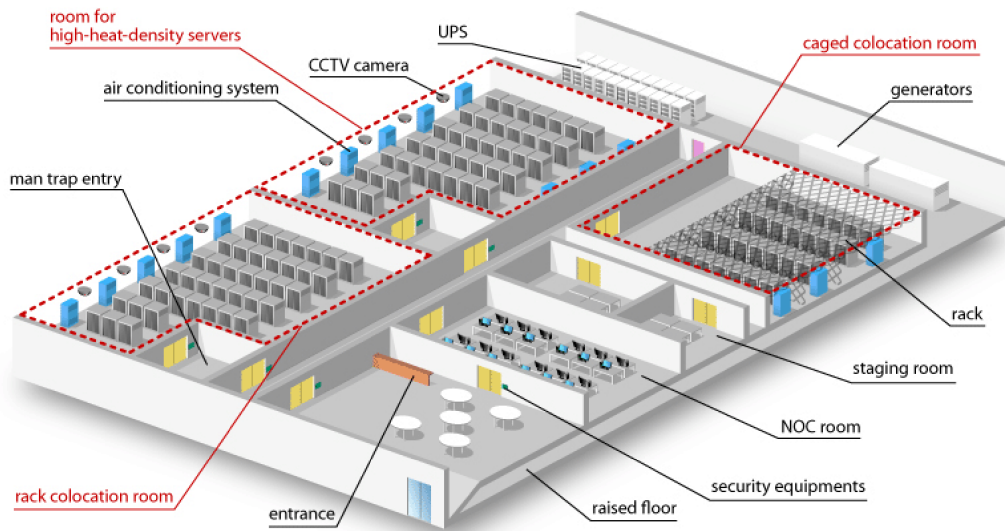 room for
high-heat-density servers
UPS
caged colocation room
CCTV camera
air conditioning system
generators
man trap entry
rack
staging room
NOC room
rack colocation room
entrance
raised floor
security equipments